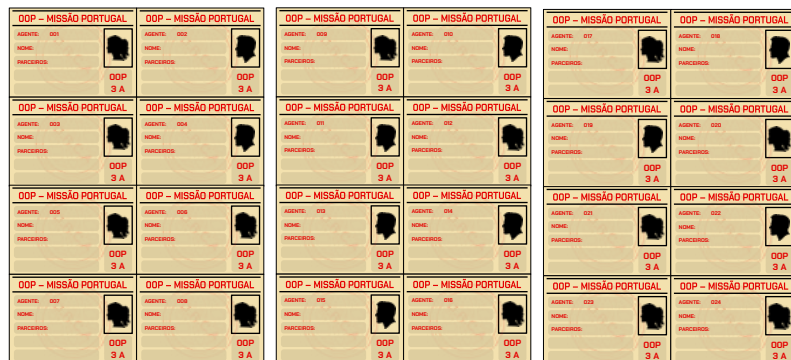 OOP – MISSÃO PORTUGAL
AGENTE: 001
NOME:
PARCEIROS:
OOP
3 A
OOP – MISSÃO PORTUGAL
AGENTE: 002
NOME:
PARCEIROS:
OOP
3 A
OOP – MISSÃO PORTUGAL
AGENTE: 003
NOME:
PARCEIROS:
OOP
3 A
OOP – MISSÃO PORTUGAL
AGENTE: 004
NOME:
PARCEIROS:
OOP
3 A
OOP – MISSÃO PORTUGAL
AGENTE: 005
NOME:
PARCEIROS:
OOP
3 A
OOP – MISSÃO PORTUGAL
AGENTE: 006
NOME:
PARCEIROS:
OOP
3 A
OOP – MISSÃO PORTUGAL
AGENTE: 007
NOME:
PARCEIROS:
OOP
3 A
OOP – MISSÃO PORTUGAL
AGENTE: 008
NOME:
PARCEIROS:
OOP
3 A
OOP – MISSÃO PORTUGAL
AGENTE: 009
NOME:
PARCEIROS:
OOP
3 A
OOP – MISSÃO PORTUGAL
AGENTE: 010
NOME:
PARCEIROS:
OOP
3 A
OOP – MISSÃO PORTUGAL
AGENTE: 011
NOME:
PARCEIROS:
OOP
3 A
OOP – MISSÃO PORTUGAL
AGENTE: 012
NOME:
PARCEIROS:
OOP
3 A
OOP – MISSÃO PORTUGAL
AGENTE: 013
NOME:
PARCEIROS:
OOP
3 A
OOP – MISSÃO PORTUGAL
AGENTE: 014
NOME:
PARCEIROS:
OOP
3 A
OOP – MISSÃO PORTUGAL
AGENTE: 015
NOME:
PARCEIROS:
OOP
3 A
OOP – MISSÃO PORTUGAL
AGENTE: 016
NOME:
PARCEIROS:
OOP
3 A
OOP – MISSÃO PORTUGAL
AGENTE: 017
NOME:
PARCEIROS:
OOP
3 A
OOP – MISSÃO PORTUGAL
AGENTE: 018
NOME:
PARCEIROS:
OOP
3 A
OOP – MISSÃO PORTUGAL
AGENTE: 019
NOME:
PARCEIROS:
OOP
3 A
OOP – MISSÃO PORTUGAL
AGENTE: 020
NOME:
PARCEIROS:
OOP
3 A
OOP – MISSÃO PORTUGAL
AGENTE: 021
NOME:
PARCEIROS:
OOP
3 A
OOP – MISSÃO PORTUGAL
AGENTE: 022
NOME:
PARCEIROS:
OOP
3 A
OOP – MISSÃO PORTUGAL
AGENTE: 023
NOME:
PARCEIROS:
OOP
3 A
OOP – MISSÃO PORTUGAL
AGENTE: 024
NOME:
PARCEIROS:
OOP
3 A